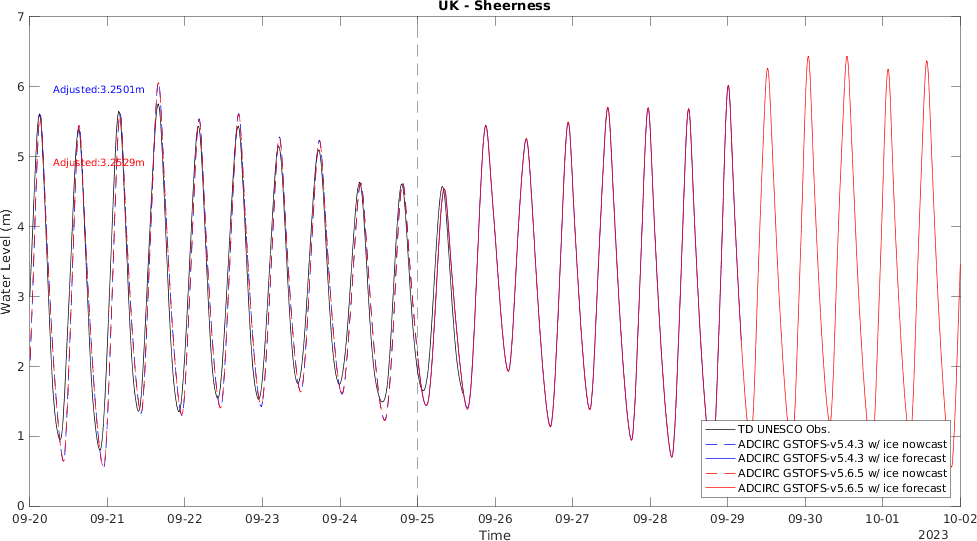 UK - Sheerness
7
6
5
4
3
2
1
0
Water Level (m)
Adjusted:3.2501m
Adjusted:3.2529m
TD UNESCO Obs.
ADCIRC GSTOFS-v5.4.3 w/ ice nowcast
ADCIRC GSTOFS-v5.4.3 w/ ice forecast
ADCIRC GSTOFS-v5.6.5 w/ ice nowcast
ADCIRC GSTOFS-v5.6.5 w/ ice forecast
09-20 09-21 09-22 09-23 09-24 09-25 09-26 09-27 09-28 09-29 09-30 10-01 10-02
Time
2023